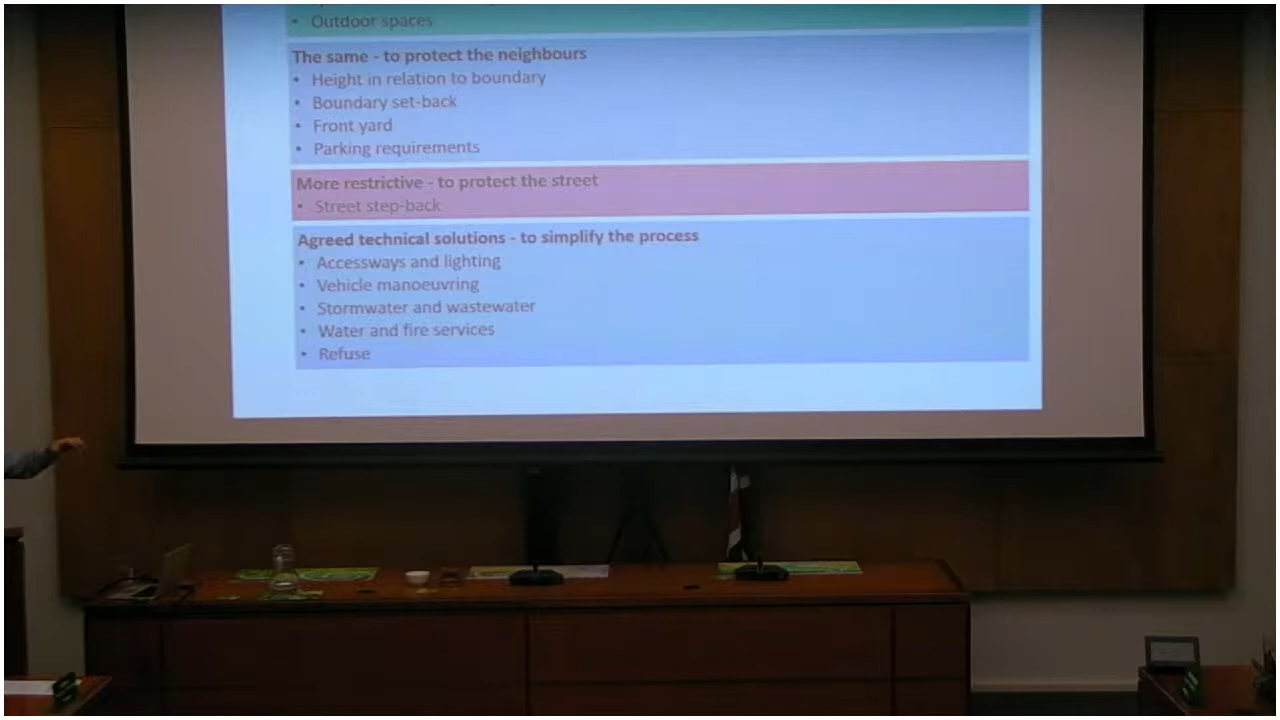 • Outdoor spaces
The same - to protect the neighbours
• Height in relation to boundary
• Boundary set-back
• Front yard
• Parking requirements
More restrictive - to protect the street
• Street step-back
Agreed technical solutions - to simplify the process
• Accessways and lighting
• Vehicle manoeuvring
• Stormwater and wastewater
• Water and fire services
• Refuse